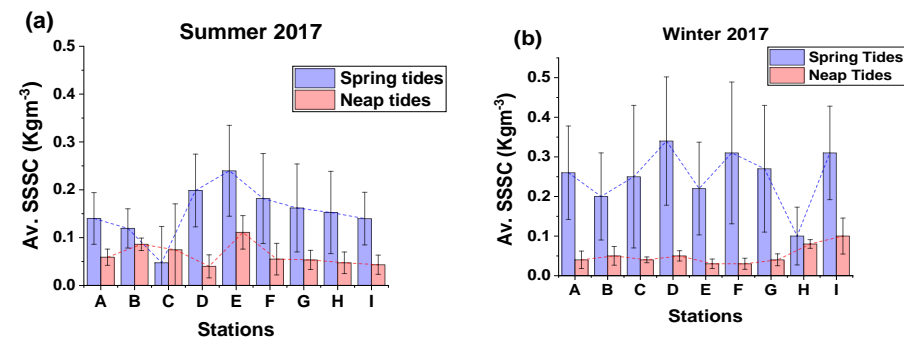 (a)
Summer 2017
Av. SSSC (Kgm⁻³)
0.5
0.4
0.3
0.2
0.1
0.0
Spring tides
Neap tides
A B C D E F G H I
Stations
(b)
Winter 2017
Av. SSSC (Kgm⁻³)
0.5
0.4
0.3
0.2
0.1
0.0
Spring Tides
Neap Tides
A B C D E F G H I
Stations